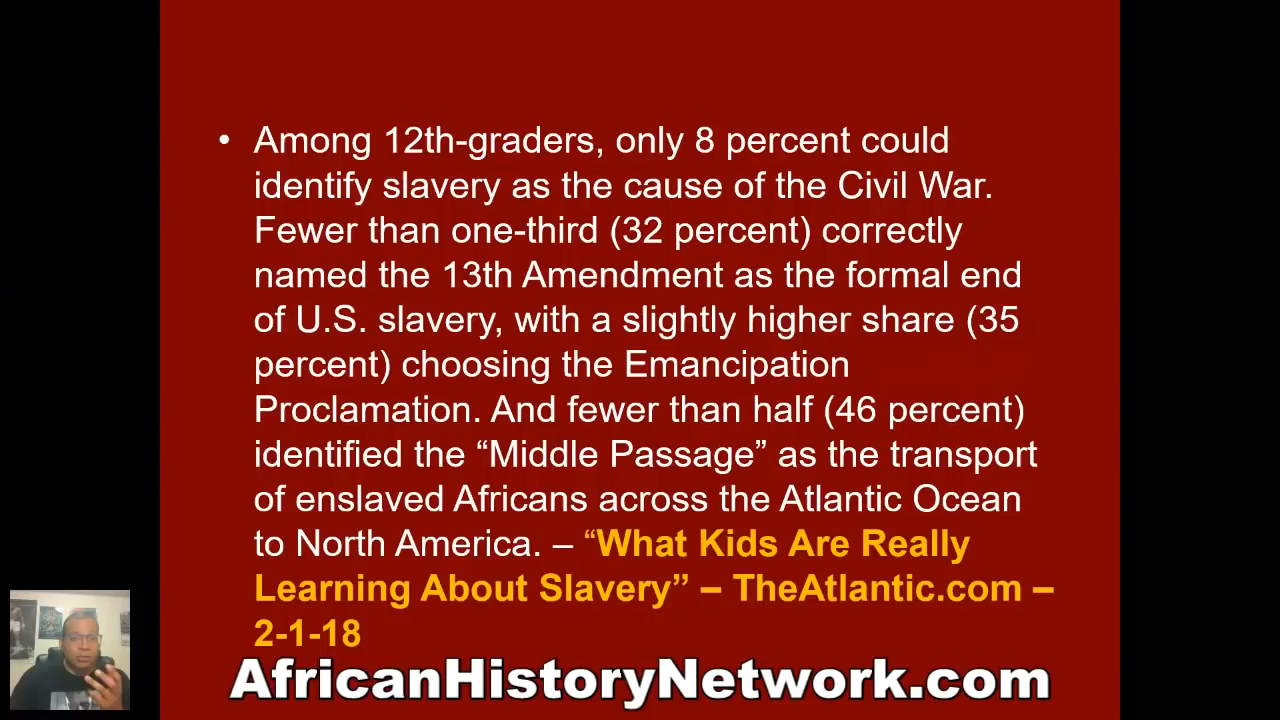 • Among 12th-graders, only 8 percent could
identify slavery as the cause of the Civil War.
Fewer than one-third (32 percent) correctly
named the 13th Amendment as the formal end
of U.S. slavery, with a slightly higher share (35
percent) choosing the Emancipation
Proclamation. And fewer than half (46 percent)
identified the “Middle Passage” as the transport
of enslaved Africans across the Atlantic Ocean
to North America. – “What Kids Are Really
Learning About Slavery” – TheAtlantic.com –
2-1-18
AfricanHistoryNetwork.com